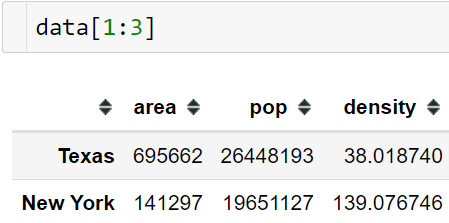 data[1:3]
area pop density
Texas 695662 26448193 38.018740
New York 141297 19651127 139.076746